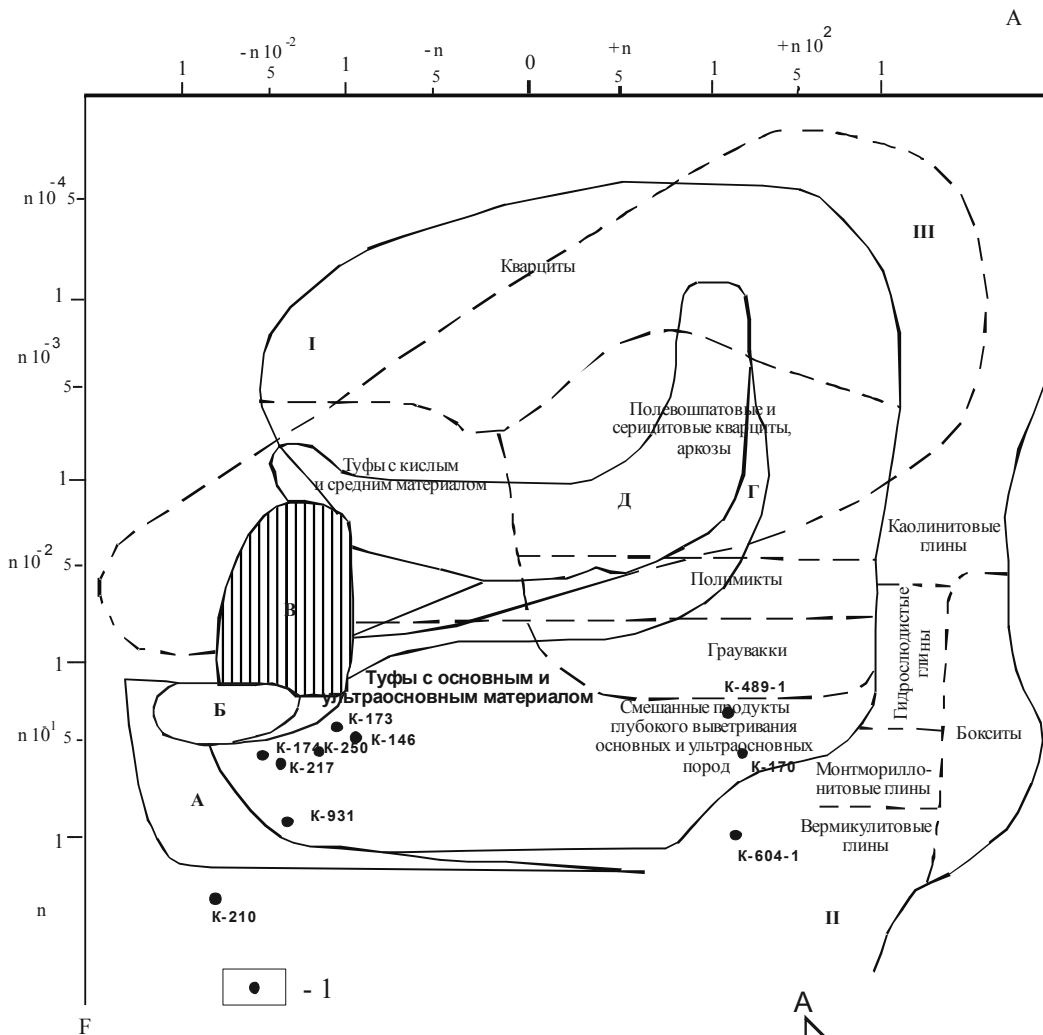 А
- n 10 -2
- n
+n
+n 10 2
1
5
1
5
0
5
1
5
1
n 10 -4
5
1
n 10 -3
5
1
n 10 -2
5
1
n 10 -1
5
1
n
F
Кварциты
I
III
Полевошпатовые и
серицитовые кварциты,
аркозы
Туфы с кислым
и средним материалом
Д
Г
Каолинитовые
глины
Полимикты
В
Гидрослюдистые
глины
Граувакки
Туфы с основным и
ультраосновным материалом
К-489-1
Б
К-173
Смешанные продукты
глубокого выветривания
основных и ультраосновных
пород
Бокситы
К-146
К-174
К-250
К-217
К-170
Монтморилло-
нитовые глины
А
К-931
Вермикулитовые
глины
К-604-1
К-210
II
- 1
А